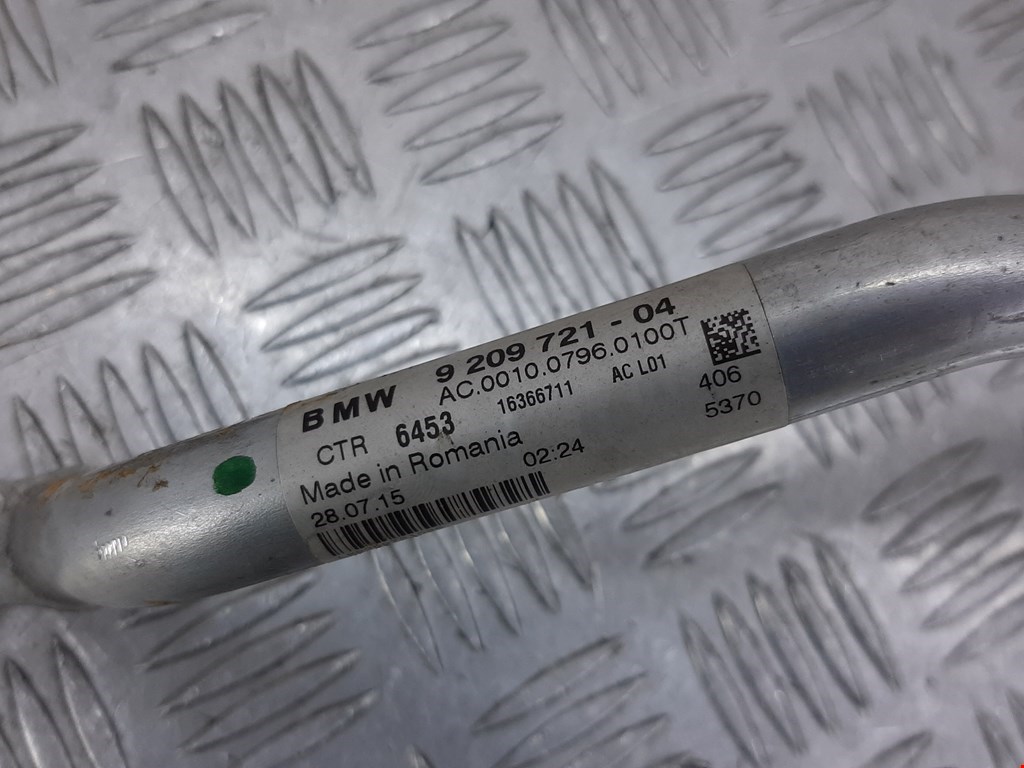 BMW 9 209 721 - 04
AC.0010.0796.0100T
CTR 6453 16366711 AC L01 406
Made in Romania 5370
28.07.15 02:24